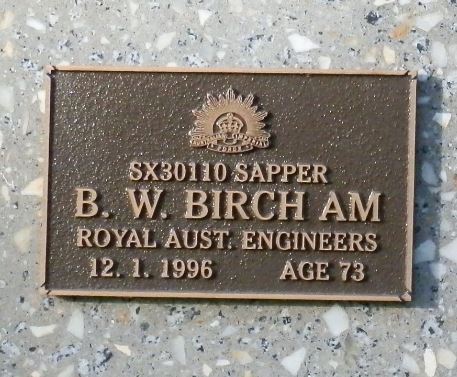 SX30110 SAPPER
B. W. BIRCH AM
ROYAL AUST. ENGINEERS
12. 1. 1996 AGE 73